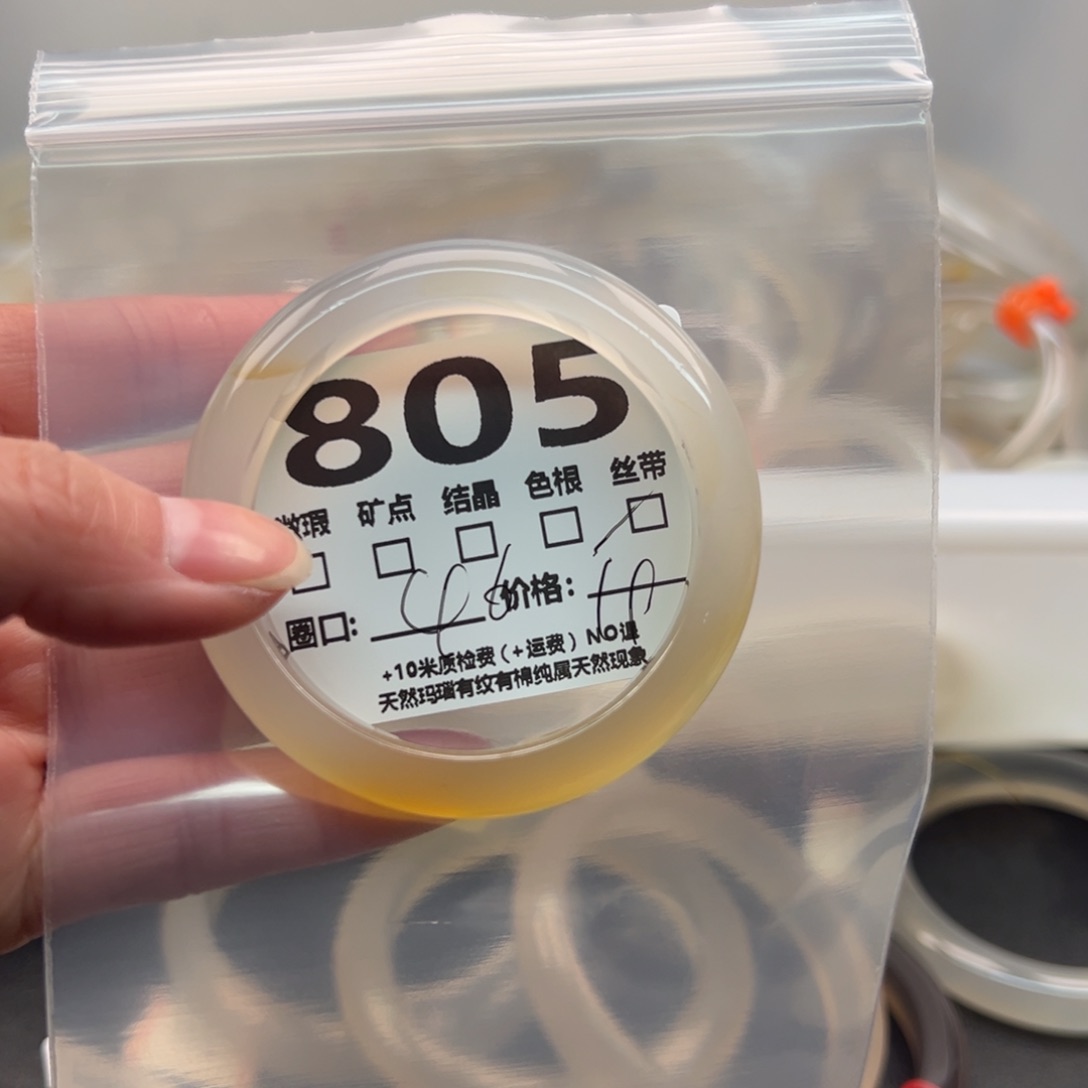 805
微瑕 矿点 结晶 色根 丝带
圈口: 价格:
+10米质检费(+运费) NO退
天然玛瑙有纹有棉纯属天然现象